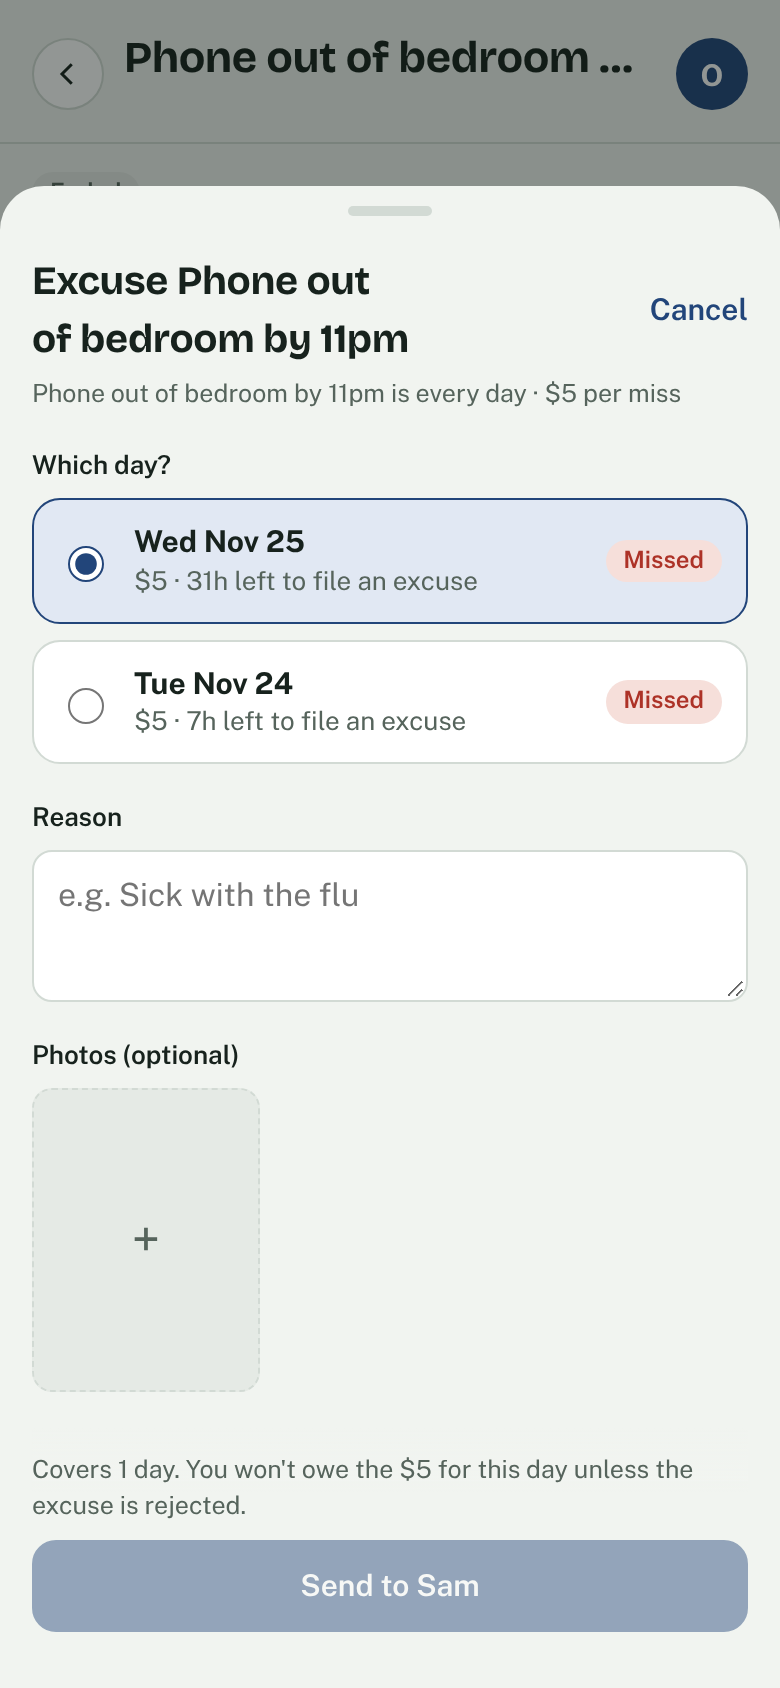 Phone out of bedroom ...
O
Excuse Phone out
of bedroom by 11pm
Cancel
Phone out of bedroom by 11pm is every day · $5 per miss
Which day?
Wed Nov 25
$5 · 31h left to file an excuse
Missed
Tue Nov 24
$5 · 7h left to file an excuse
Missed
Reason
e.g. Sick with the flu
Photos (optional)
+
Covers 1 day. You won't owe the $5 for this day unless the
excuse is rejected.
Send to Sam